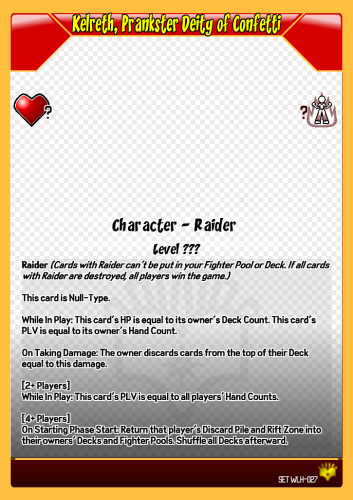 Kelreth, Prankster Deity of Confetti
?
?
Character - Raider
Level ???
Raider (Cards with Raider can't be put in your Fighter Pool or Deck. If all cards
with Raider are destroyed, all players win the game.)
This card is Null-Type.
While In Play: This card's HP is equal to its owner's Deck Count. This card's
PLV is equal to its owner's Hand Count.
On Taking Damage: The owner discards cards from the top of their Deck
equal to this damage.
[2+ Players]
While In Play: This card's PLV is equal to all players' Hand Counts.
[4+ Players]
On Starting Phase Start: Return that player's Discard Pile and Rift Zone into
their owners' Decks and Fighter Pools. Shuffle all Decks afterward.
SET WLH-027